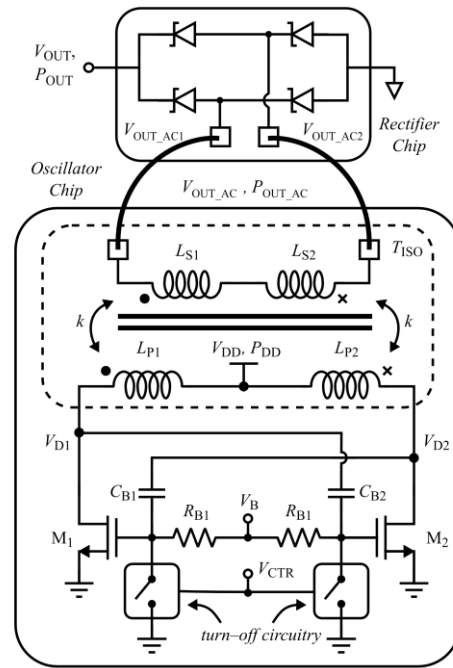 V_OUT,
P_OUT
V_OUT_AC1
V_OUT_AC2
Rectifier
Chip
Oscillator
Chip
V_OUT_AC , P_OUT_AC
L_S1
L_S2
T_ISO
k
k
L_P1
V_DD, P_DD
L_P2
V_D1
V_D2
C_B1
C_B2
R_B1
V_B
R_B1
M_1
M_2
V_CTR
turn–off circuitry